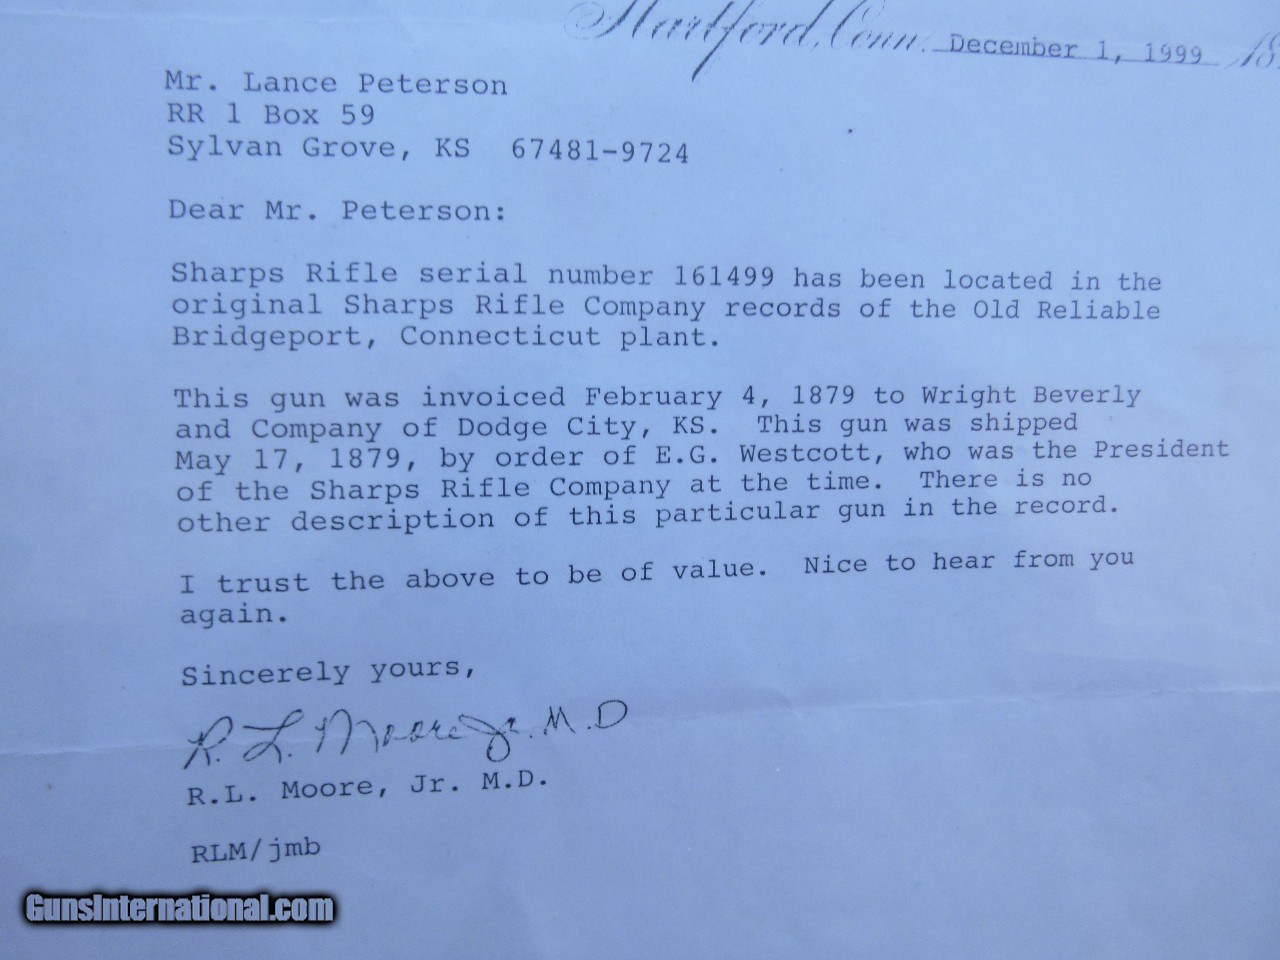 Hartford, Conn. December 1, 1999 18
Mr. Lance Peterson
RR 1 Box 59
Sylvan Grove, KS 67481-9724
Dear Mr. Peterson:
Sharps Rifle serial number 161499 has been located in the
original Sharps Rifle Company records of the Old Reliable
Bridgeport, Connecticut plant.
This gun was invoiced February 4, 1879 to Wright Beverly
and Company of Dodge City, KS. This gun was shipped
May 17, 1879, by order of E.G. Westcott, who was the President
of the Sharps Rifle Company at the time. There is no
other description of this particular gun in the record.
I trust the above to be of value. Nice to hear from you
again.
Sincerely yours,
R. L. Moore Jr. M.D
R.L. Moore, Jr. M.D.
RLM/jmb
GunsInternational.com